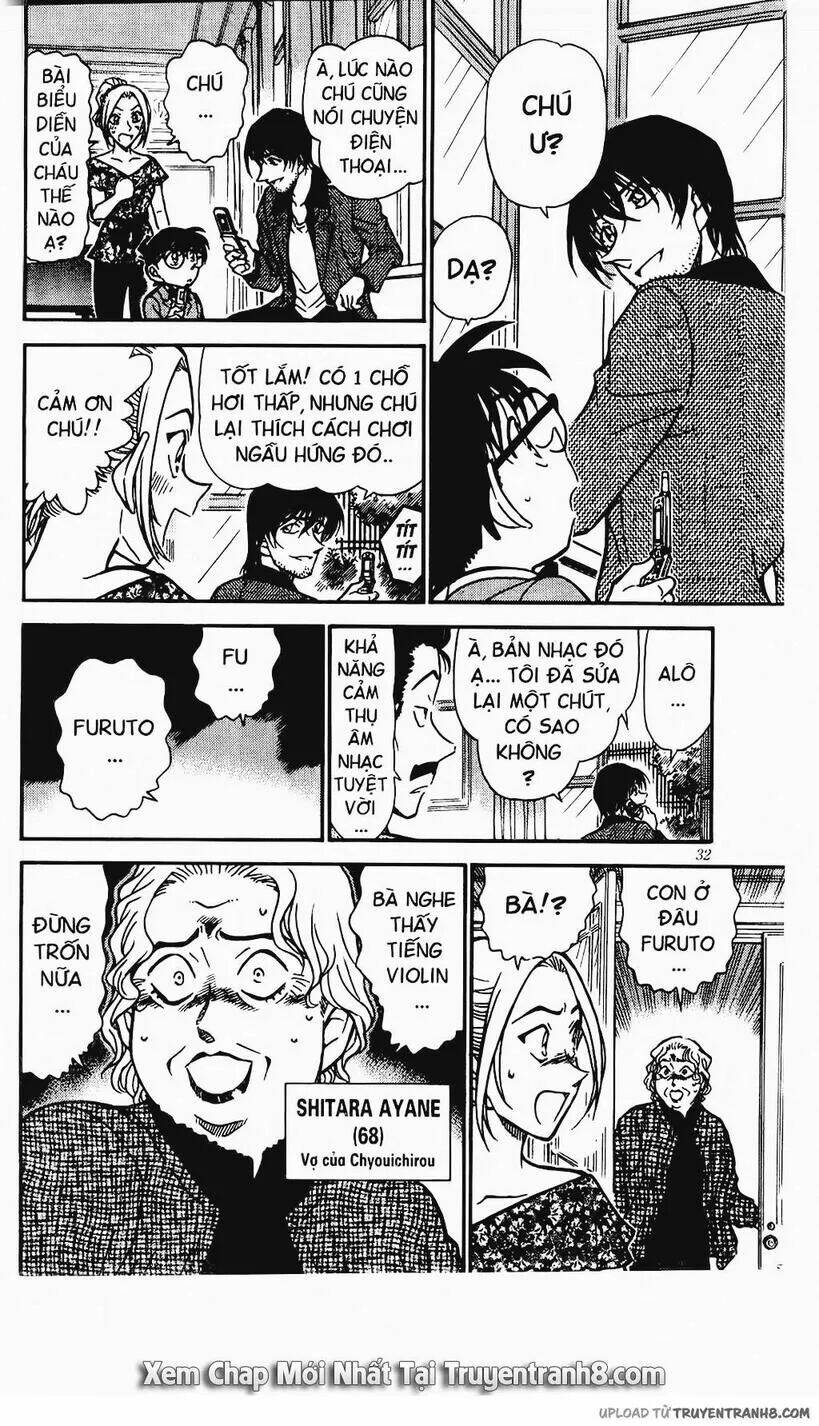 CHÚ
Ư?
DẠ?
À, LÚC NÀO
CHÚ CŨNG
NÓI CHUYỆN
ĐIỆN
THOẠI...
CHÚ
...
BÀI
BIỂU
DIỄN
CỦA
CHÁU
THẾ
NÀO
Ạ?
TỐT LẮM! CÓ 1 CHỖ
HƠI THẤP, NHƯNG CHÚ
LẠI THÍCH CÁCH CHƠI
NGẪU HỨNG ĐÓ..
CẢM ƠN
CHÚ!!
TÍT
TÍT
...
ALÔ
...
À, BẢN NHẠC ĐÓ
Ạ... TÔI ĐÃ SỬA
LẠI MỘT CHÚT,
CÓ SAO
KHÔNG
?
KHẢ
NĂNG
CẢM
THỤ
ÂM
NHẠC
TUYỆT
VỜI
...
FU
...
FURUTO
...
32
CON Ở
ĐÂU
FURUTO
...
BÀ!?
BÀ NGHE
THẤY
TIẾNG
VIOLIN
...
ĐỪNG
TRỐN
NỮA
...
SHITARA AYANE
(68)
Vợ của Chyouichirou
Xem Chap Mới Nhất Tại Truyentranh8.com
UPLOAD TỪ TRUYENTRANH8.COM